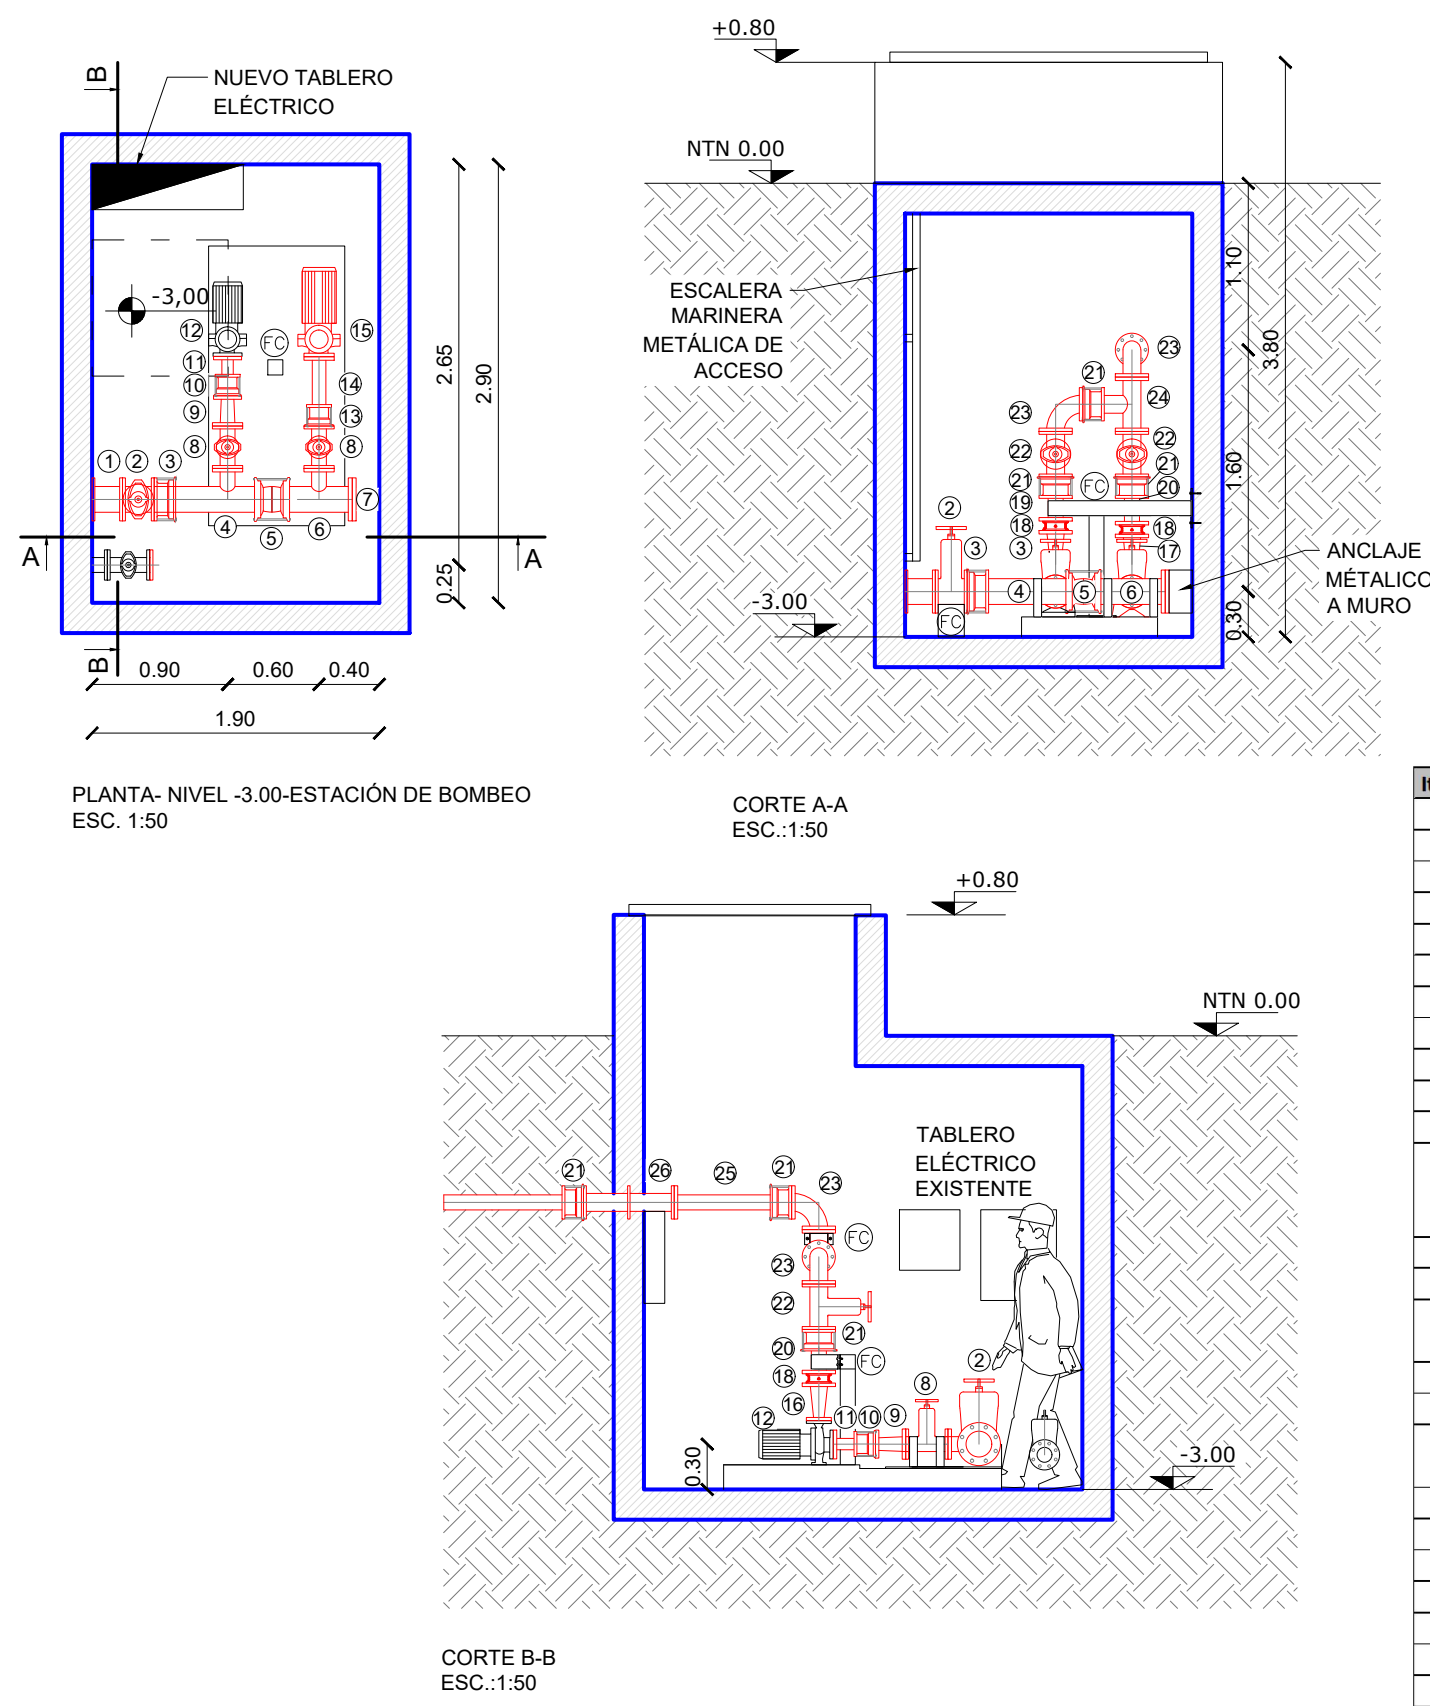 B
NUEVO TABLERO
ELÉCTRICO
-3,00
12
FC
15
11
10
14
9
13
8
8
1
2
3
7
4
5
6
A
A
2.65
2.90
0.25
B
0.90
0.60
0.40
1.90
PLANTA- NIVEL -3.00-ESTACIÓN DE BOMBEO
ESC. 1:50
+0.80
NTN 0.00
ESCALERA
MARINERA
METÁLICA DE
ACCESO
1.10
3.80
23
21
24
23
22
22
1.60
21
21
FC
20
19
2
18
18
3
3
17
ANCLAJE
MÉTALICO
A MURO
4
5
6
-3.00
FC
0.30
CORTE A-A
ESC.:1:50
+0.80
NTN 0.00
TABLERO
ELÉCTRICO
EXISTENTE
21
26
25
21
23
FC
23
22
21
20
FC
18
2
8
16
12
11
10
9
0.30
-3.00
CORTE B-B
ESC.:1:50